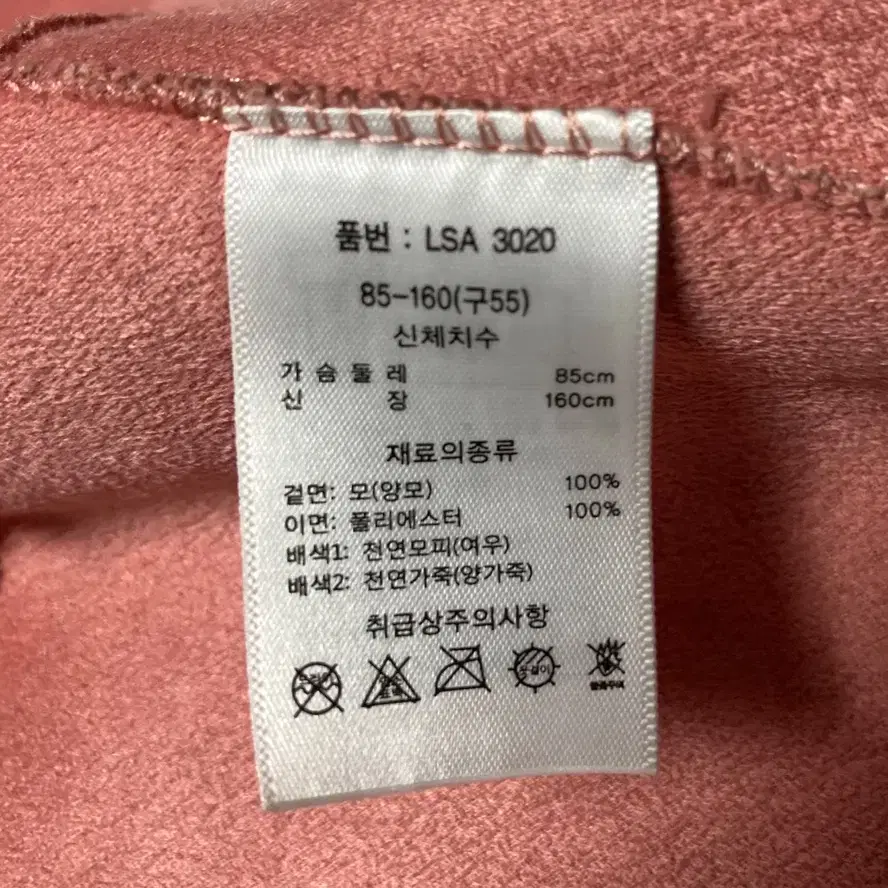 품번 : LSA 3020
85-160(구55)
신체치수
가 슴 둘 레 85cm
신 장 160cm
재료의종류
겉면: 모(양모) 100%
이면: 폴리에스터 100%
배색1: 천연모피(여우)
배색2: 천연가죽(양가죽)
취급상주의사항